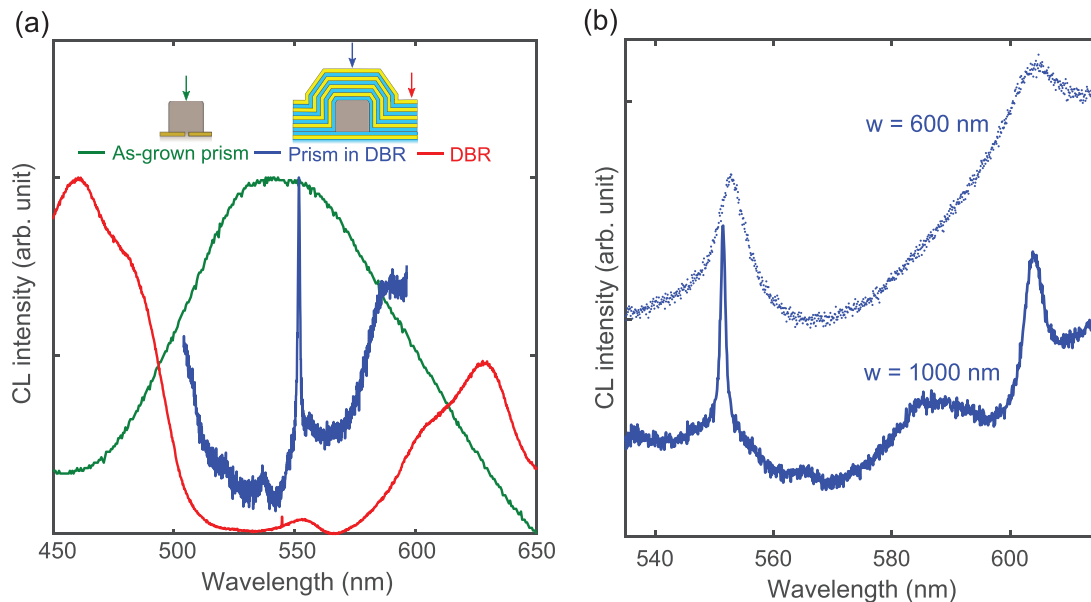 (a)
As-grown prism
Prism in DBR
DBR
CL intensity (arb. unit)
450
500
550
600
650
Wavelength (nm)
(b)
w = 600 nm
w = 1000 nm
CL intensity (arb. unit)
540
560
580
600
Wavelength (nm)